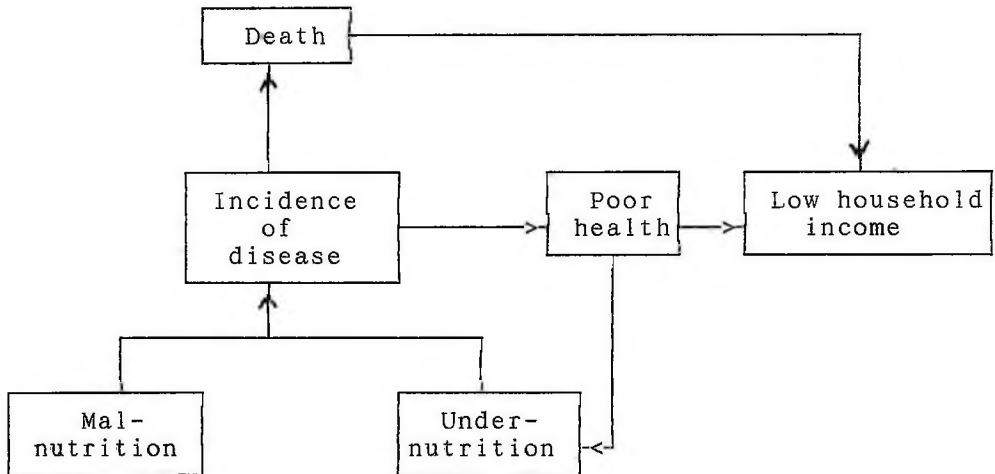 Death
Incidence
of
disease
Poor
health
Low household
income
Mal-
nutrition
Under-
nutrition